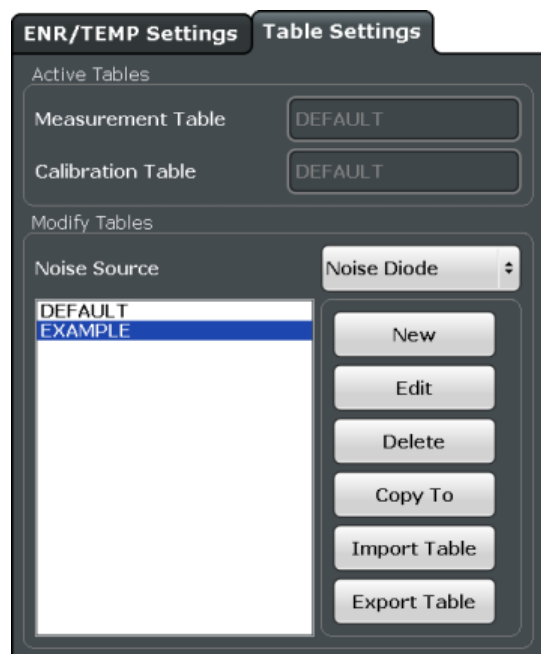 ENR/TEMP Settings Table Settings
Active Tables
Measurement Table DEFAULT
Calibration Table DEFAULT
Modify Tables
Noise Source Noise Diode
DEFAULT
EXAMPLE
New
Edit
Delete
Copy To
Import Table
Export Table